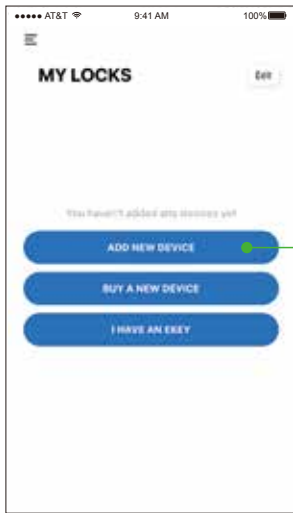 ●●●●● AT&T 9:41 AM 100%
MY LOCKS Edit
You haven't added any devices yet
ADD NEW DEVICE
BUY A NEW DEVICE
I HAVE AN EKEY